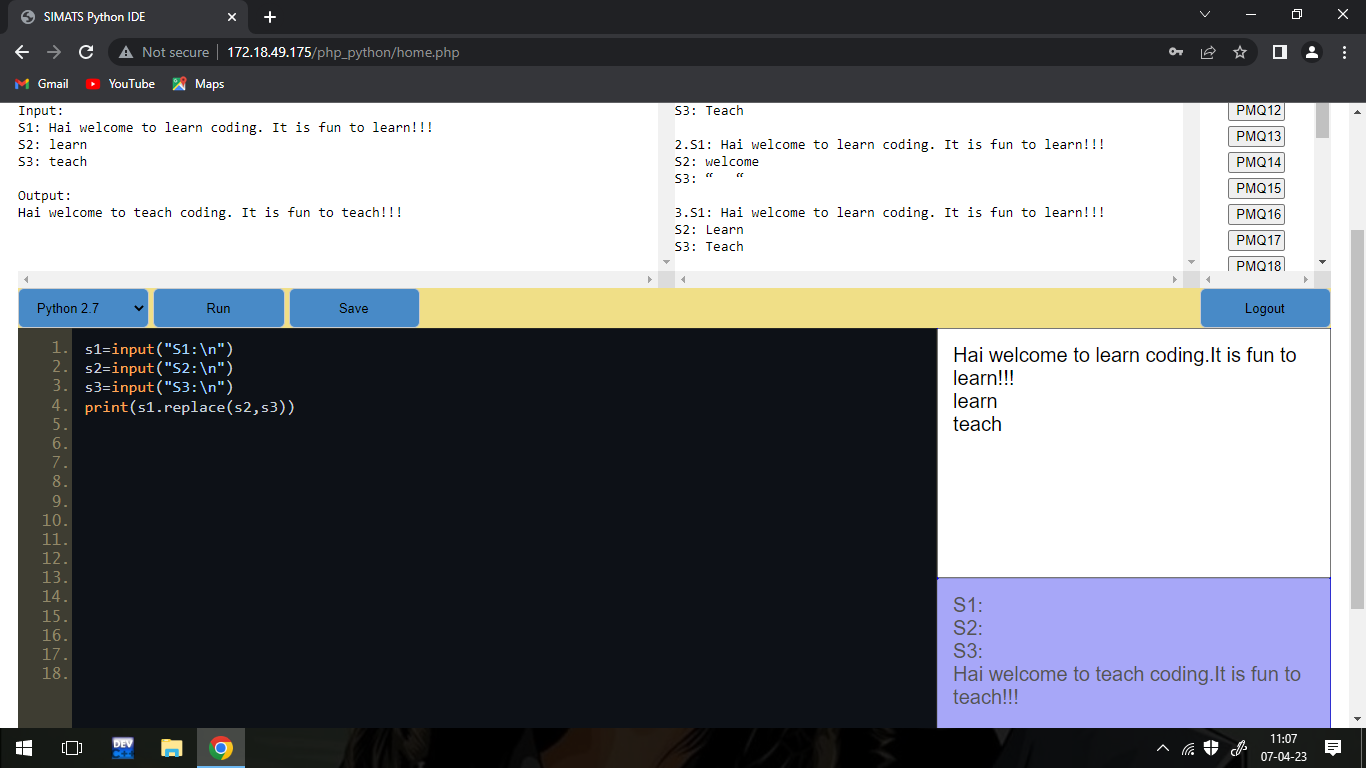 SIMATS Python IDE
Not secure
172.18.49.175/php_python/home.php
Gmail
YouTube
Maps
Input:
S1: Hai welcome to learn coding. It is fun to learn!!!
S2: learn
S3: teach
Output:
Hai welcome to teach coding. It is fun to teach!!!
S3: Teach
2.S1: Hai welcome to learn coding. It is fun to learn!!!
S2: welcome
S3: “   “
3.S1: Hai welcome to learn coding. It is fun to learn!!!
S2: Learn
S3: Teach
PMQ12
PMQ13
PMQ14
PMQ15
PMQ16
PMQ17
PMQ18
Python 2.7
Run
Save
Logout
1. s1=input("S1:\n")
2. s2=input("S2:\n")
3. s3=input("S3:\n")
4. print(s1.replace(s2,s3))
5.
6.
7.
8.
9.
10.
11.
12.
13.
14.
15.
16.
17.
18.
Hai welcome to learn coding.It is fun to
learn!!!
learn
teach
S1:
S2:
S3:
Hai welcome to teach coding.It is fun to
teach!!!
DEV
C++
11:07
07-04-23